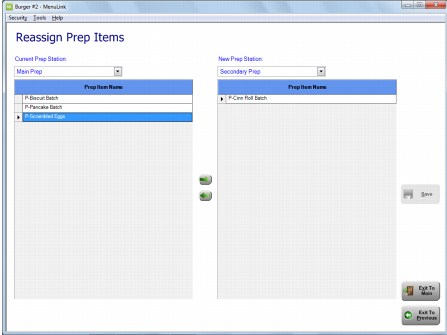 Burger #2 - MenuLink
Security Tools Help
Reassign Prep Items
Current Prep Station:
Main Prep
Prep Item Name
P-Biscuit Batch
P-Pancake Batch
P-Scrambled Eggs
New Prep Station:
Secondary Prep
Prep Item Name
P-Cinn Roll Batch
Save
Exit To
Main
Exit To
Previous